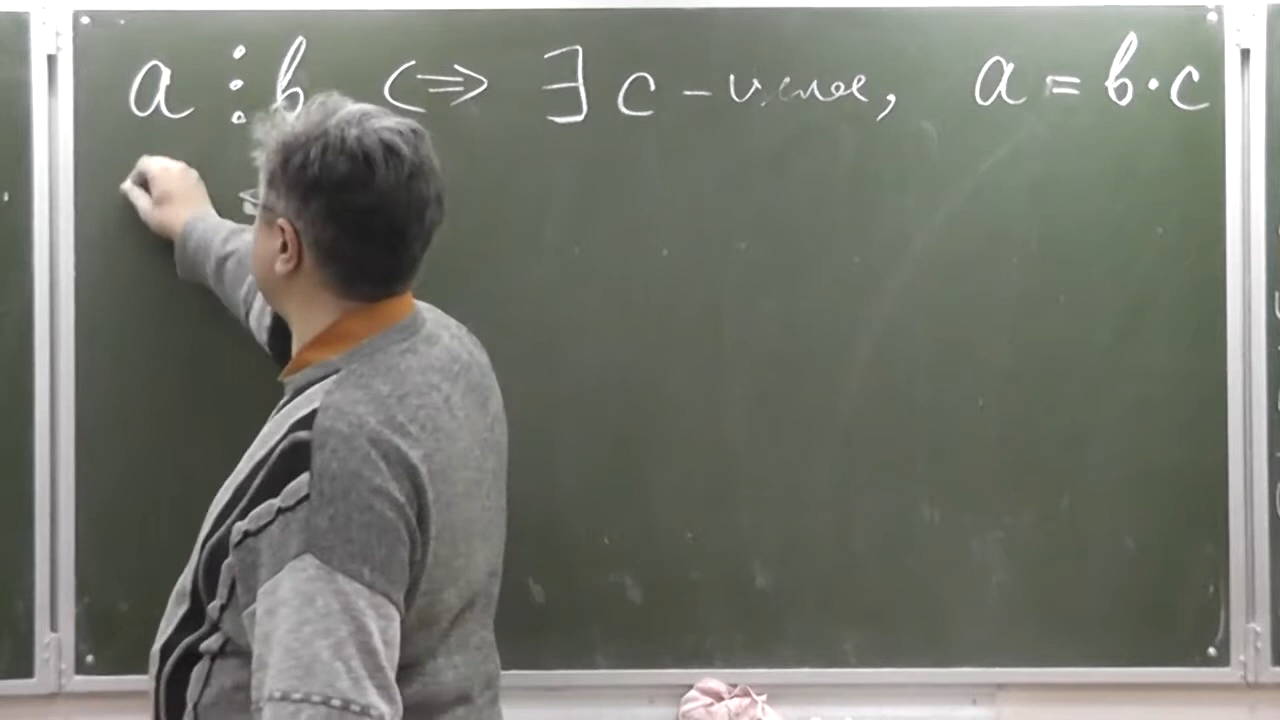 a ⋮ b <=> ∃ c - целое, a = b·c